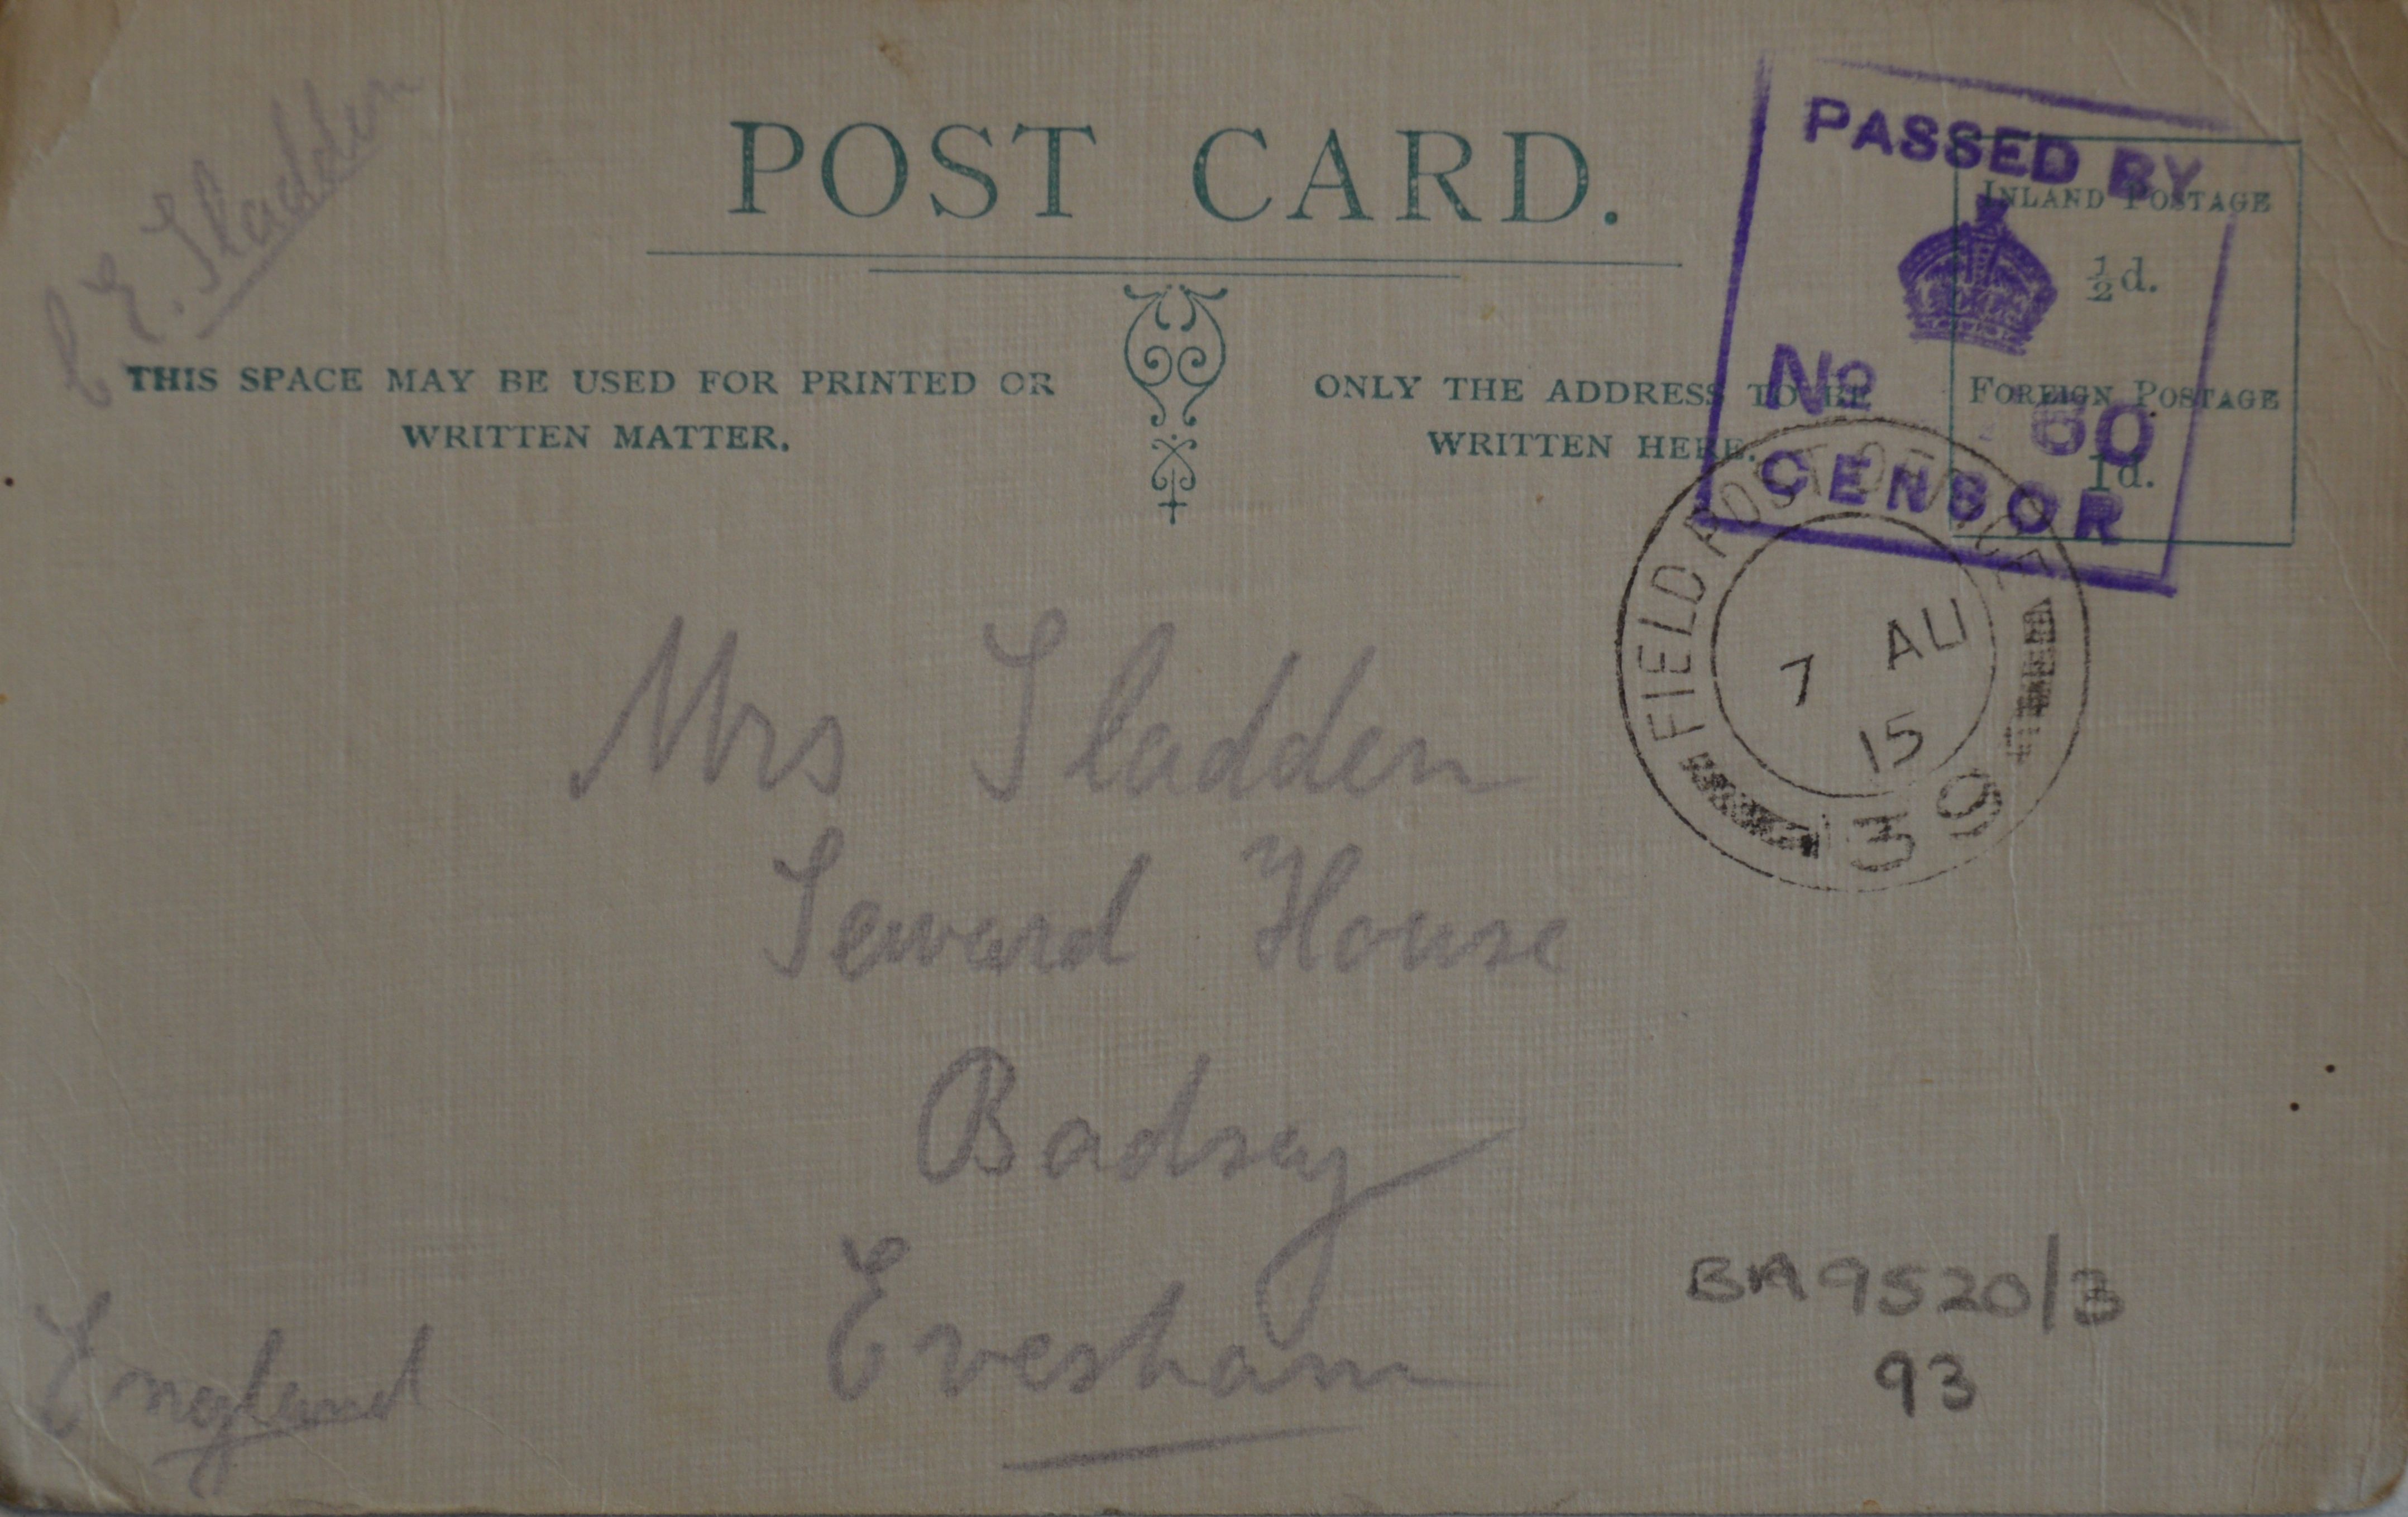 C E. Sladden
POST CARD.
THIS SPACE MAY BE USED FOR PRINTED OR
WRITTEN MATTER.
ONLY THE ADDRESS TO BE
WRITTEN HERE.
INLAND POSTAGE
½d.
FOREIGN POSTAGE
1d.
PASSED BY
No 60
CENSOR
FIELD POST OFFICE
7 AU
15
39
Mrs Sladden
Seward House
Badsey
Evesham
England
BA9520/3
93